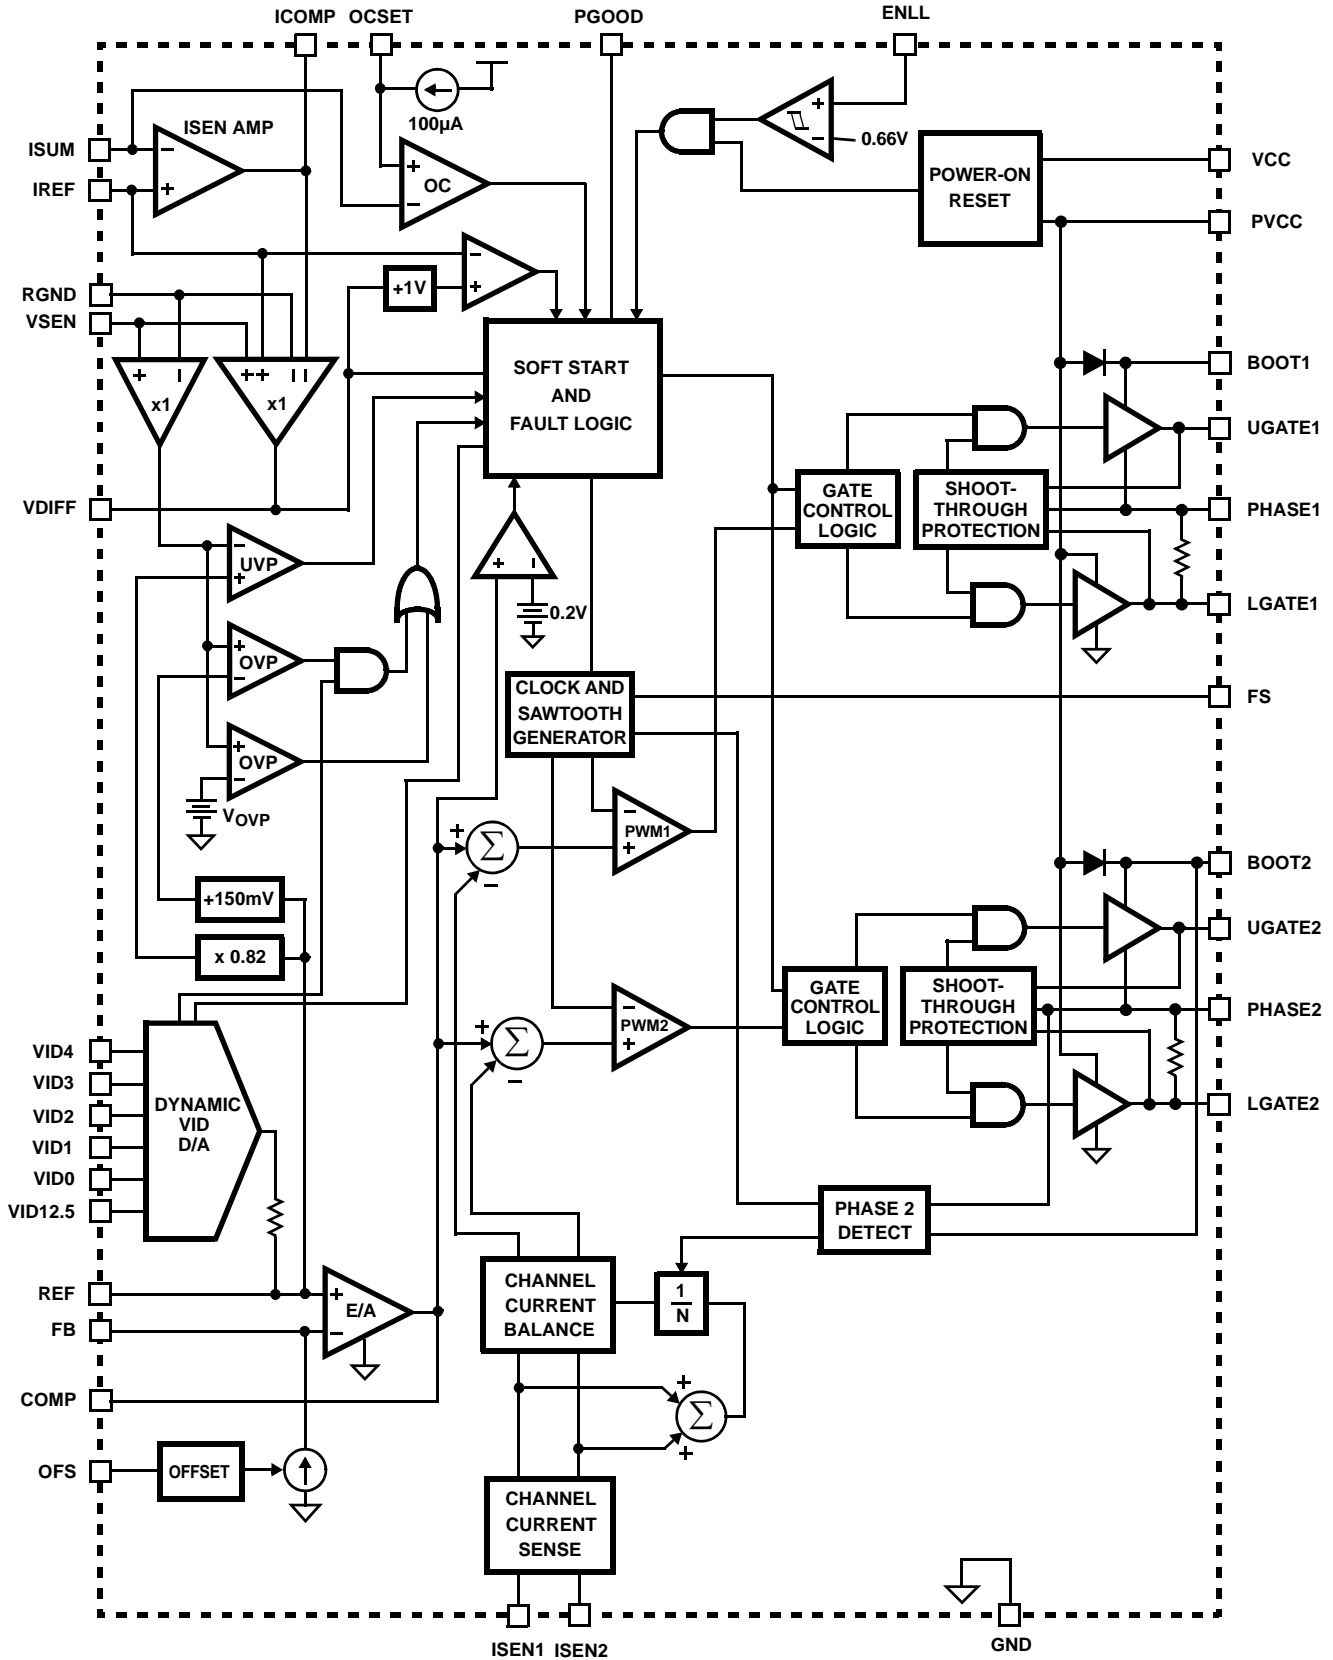 ICOMP OCSET PGOOD ENLL
100µA
ISEN AMP
ISUM
−
+
IREF
+
OC
−
+
−
0.66V
POWER-ON
RESET
VCC
PVCC
−
+
+1V
RGND
VSEN
+ −
x1
++ − −
x1
SOFT START
AND
FAULT LOGIC
BOOT1
UGATE1
PHASE1
LGATE1
GATE
CONTROL
LOGIC
SHOOT-
THROUGH
PROTECTION
VDIFF
−
UVP
+
+ −
0.2V
+
OVP
−
+
OVP
−
VOVP
CLOCK AND
SAWTOOTH
GENERATOR
FS
−
PWM1
+
+
Σ
−
+150mV
x 0.82
BOOT2
UGATE2
PHASE2
LGATE2
GATE
CONTROL
LOGIC
SHOOT-
THROUGH
PROTECTION
−
PWM2
+
+
Σ
−
VID4
VID3
VID2
VID1
VID0
VID12.5
DYNAMIC
VID
D/A
PHASE 2
DETECT
REF
FB
+
E/A
−
CHANNEL
CURRENT
BALANCE
1
N
COMP
+
Σ
+
OFS
OFFSET
CHANNEL
CURRENT
SENSE
ISEN1 ISEN2
GND